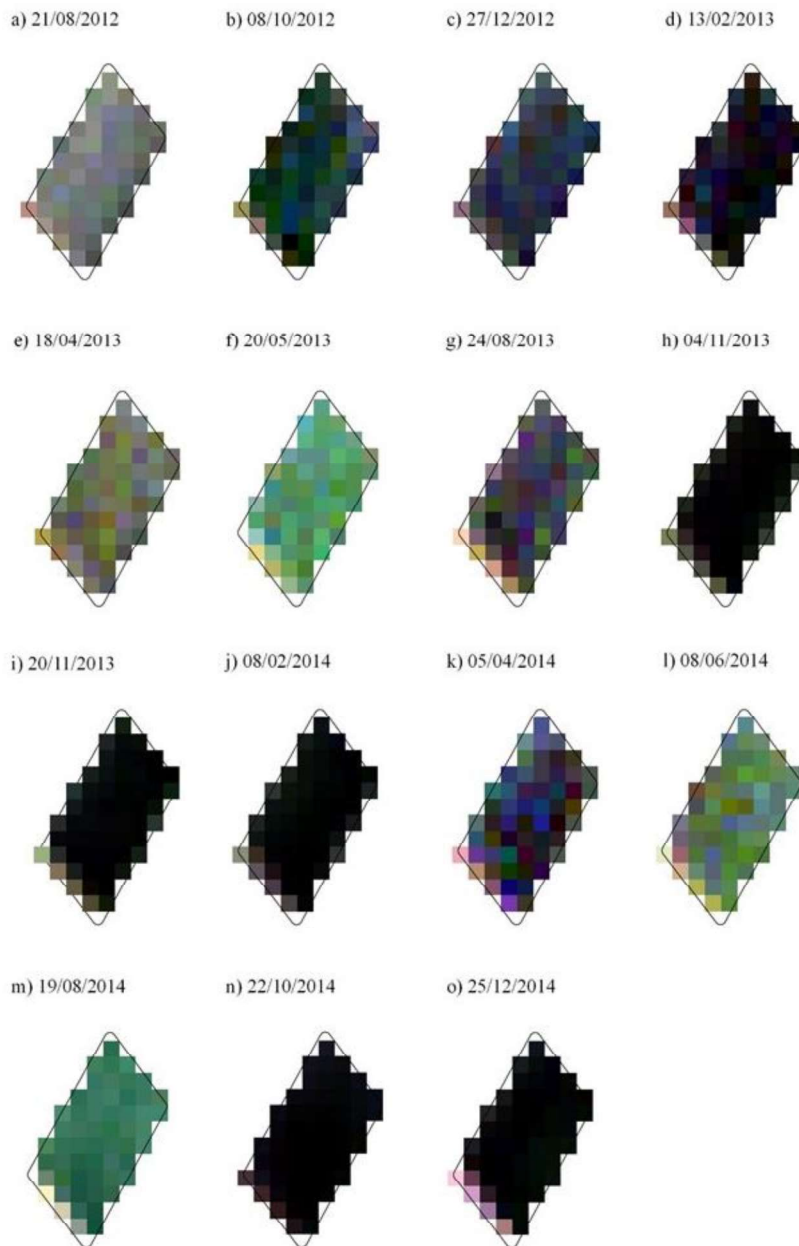 a) 21/08/2012 b) 08/10/2012 c) 27/12/2012 d) 13/02/2013
e) 18/04/2013 f) 20/05/2013 g) 24/08/2013 h) 04/11/2013
i) 20/11/2013 j) 08/02/2014 k) 05/04/2014 l) 08/06/2014
m) 19/08/2014 n) 22/10/2014 o) 25/12/2014